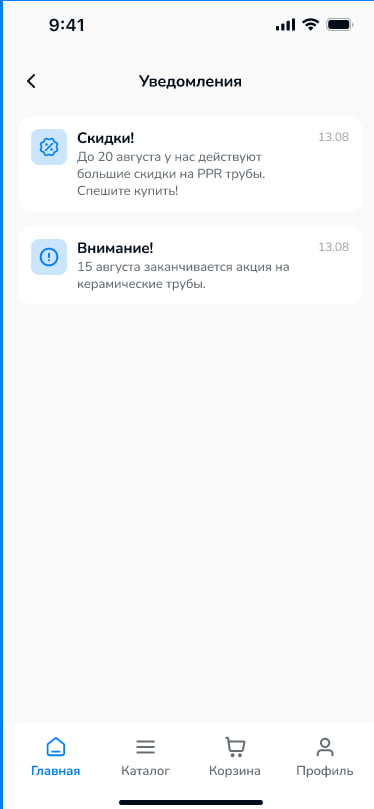 9:41
Уведомления
Скидки!
13.08
До 20 августа у нас действуют
большие скидки на PPR трубы.
Спешите купить!
Внимание!
13.08
15 августа заканчивается акция на
керамические трубы.
Главная
Каталог
Корзина
Профиль